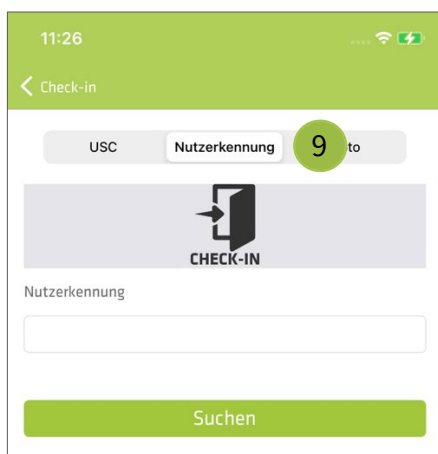 11:26
Check-in
USC Nutzerkennung 9 to
CHECK-IN
Nutzerkennung
Suchen